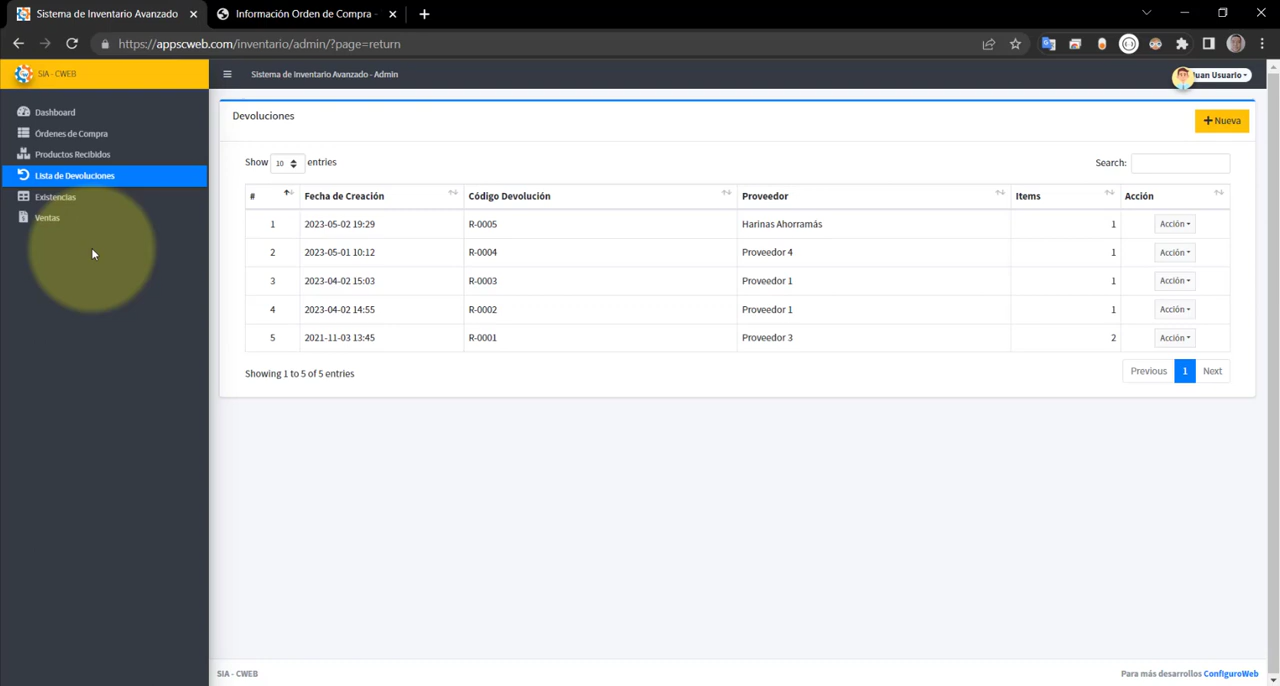 Sistema de Inventario Avanzado
Información Orden de Compra -
https://appscweb.com/inventario/admin/?page=return
SIA - CWEB
Sistema de Inventario Avanzado - Admin
Juan Usuario
Dashboard
Órdenes de Compra
Productos Recibidos
Lista de Devoluciones
Existencias
Ventas
Devoluciones
+ Nueva
Show 10 entries
Search:
# Fecha de Creación Código Devolución Proveedor Items Acción
1 2023-05-02 19:29 R-0005 Harinas Ahorramás 1 Acción
2 2023-05-01 10:12 R-0004 Proveedor 4 1 Acción
3 2023-04-02 15:03 R-0003 Proveedor 1 1 Acción
4 2023-04-02 14:55 R-0002 Proveedor 1 1 Acción
5 2021-11-03 13:45 R-0001 Proveedor 3 2 Acción
Showing 1 to 5 of 5 entries
Previous 1 Next
SIA - CWEB
Para más desarrollos ConfiguroWeb